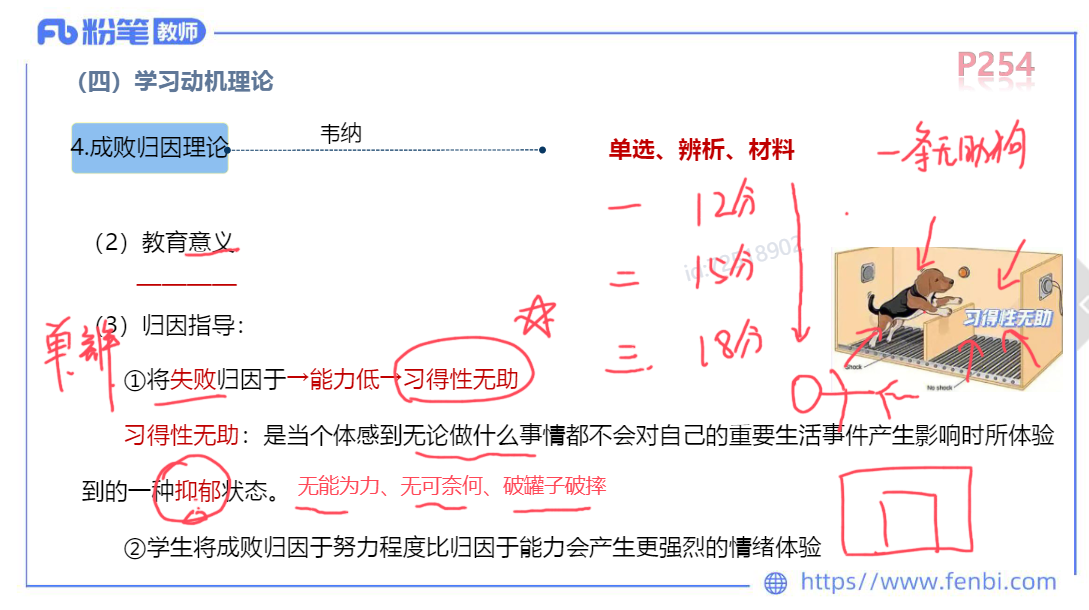 粉笔教师
(四)学习动机理论
P254
4.成败归因理论
韦纳
单选、辨析、材料
一条无助狗
一 12分
(2)教育意义
二 15分
(3)归因指导:
习得性无助
单辨
三. 18分
①将失败归因于→能力低→习得性无助
Shock
No shock
习得性无助:是当个体感到无论做什么事情都不会对自己的重要生活事件产生影响时所体验
到的一种抑郁状态。 无能为力、无可奈何、破罐子破摔
②学生将成败归因于努力程度比归因于能力会产生更强烈的情绪体验
https//www.fenbi.com